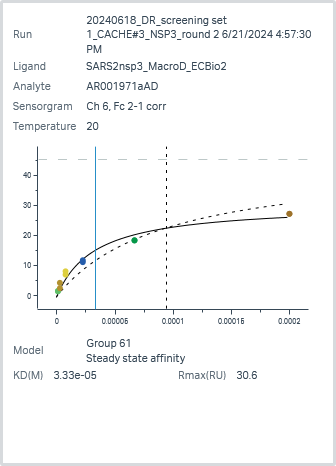 20240618_DR_screening set
Run 1_CACHE#3_NSP3_round 2 6/21/2024 4:57:30
PM
Ligand SARS2nsp3_MacroD_ECBio2
Analyte AR001971aAD
Sensorgram Ch 6, Fc 2-1 corr
Temperature 20
40
30
20
10
0
0 0.00005 0.0001 0.00015 0.0002
Model Group 61
Steady state affinity
KD(M) 3.33e-05 Rmax(RU) 30.6